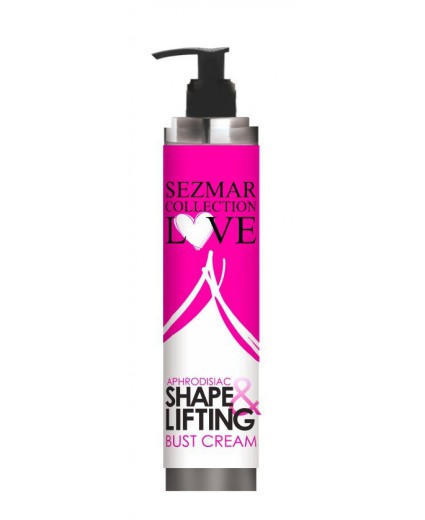 SEZMAR
COLLECTION
LOVE
APHRODISIAC
SHAPE &
LIFTING
BUST CREAM